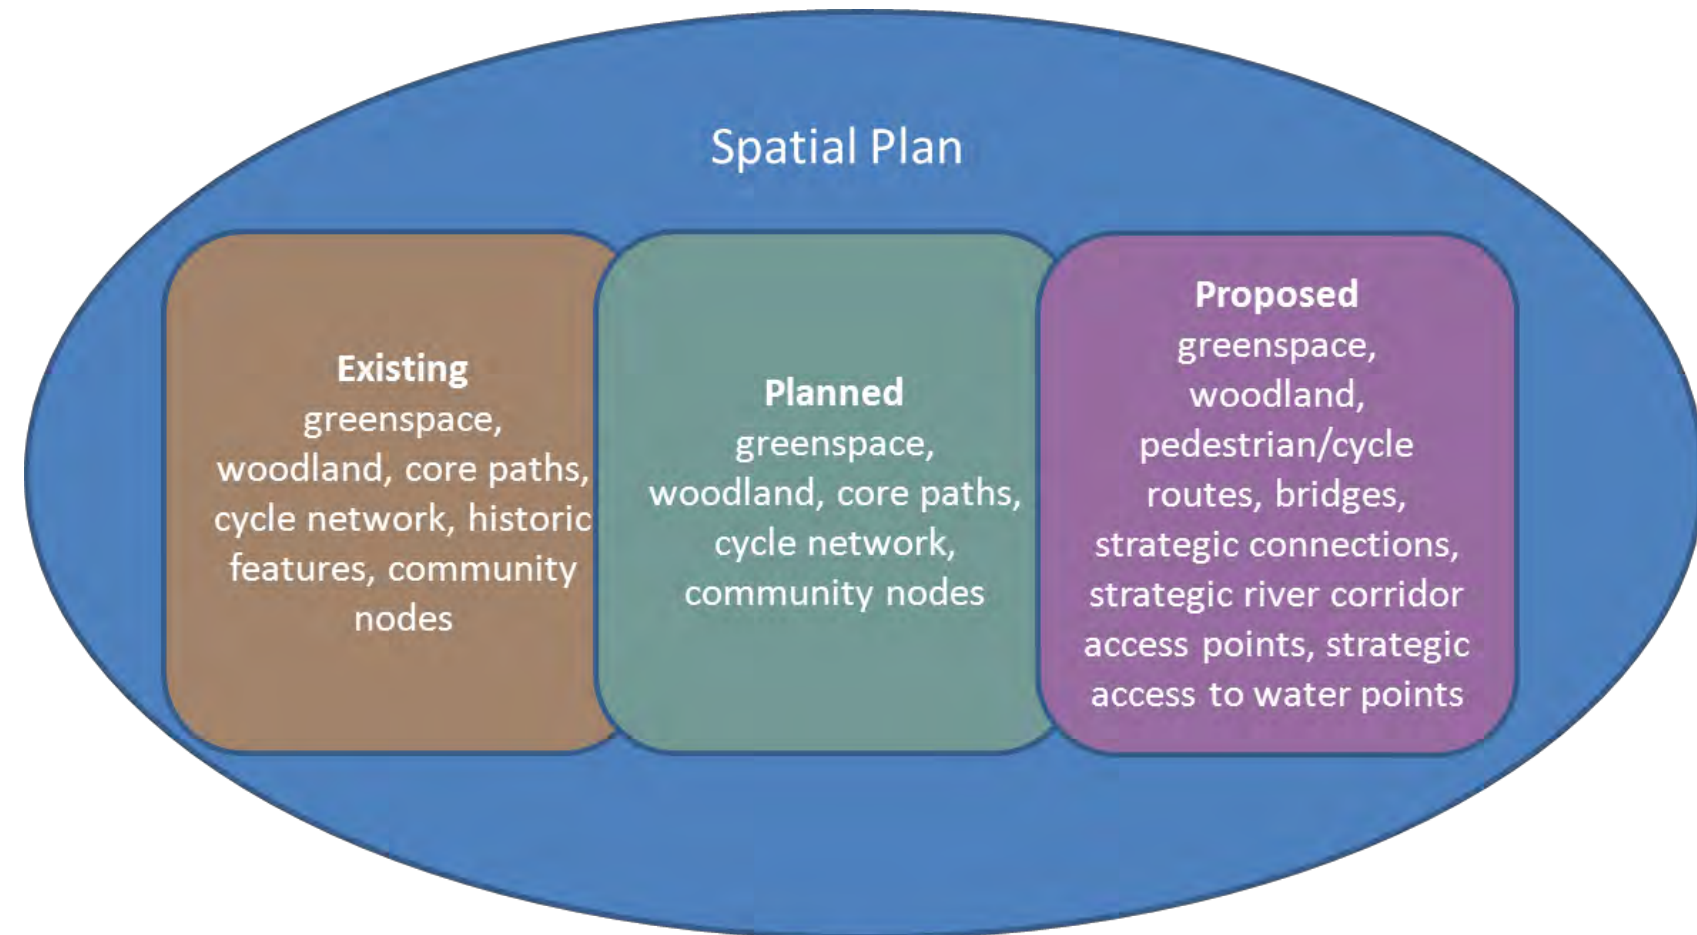 Spatial Plan
Existing
greenspace,
woodland, core paths,
cycle network, historic
features, community
nodes
Planned
greenspace,
woodland, core paths,
cycle network,
community nodes
Proposed
greenspace,
woodland,
pedestrian/cycle
routes, bridges,
strategic connections,
strategic river corridor
access points, strategic
access to water points